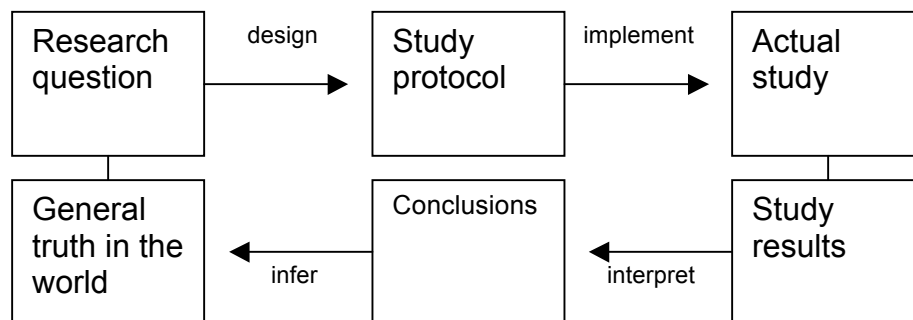 Research
question
design
Study
protocol
implement
Actual
study
General
truth in the
world
infer
Conclusions
interpret
Study
results